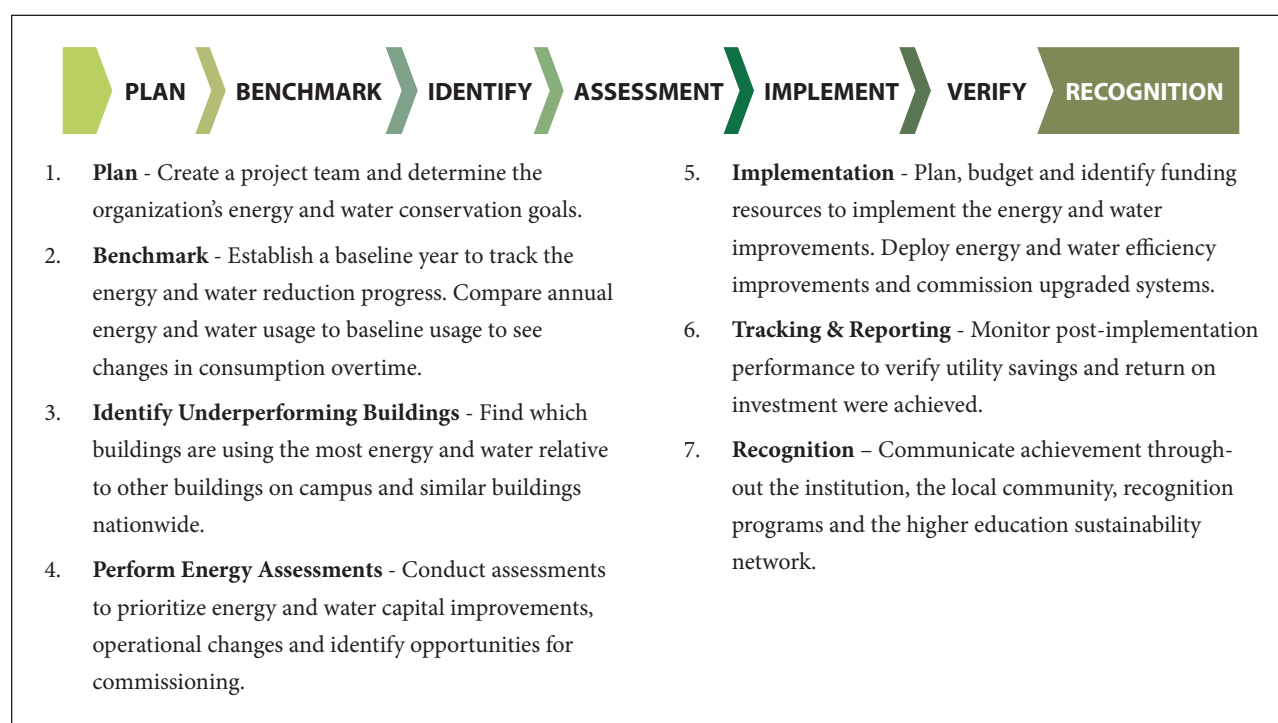 PLAN BENCHMARK IDENTIFY ASSESSMENT IMPLEMENT VERIFY RECOGNITION
1. Plan - Create a project team and determine the
organization’s energy and water conservation goals.
2. Benchmark - Establish a baseline year to track the
energy and water reduction progress. Compare annual
energy and water usage to baseline usage to see
changes in consumption overtime.
3. Identify Underperforming Buildings - Find which
buildings are using the most energy and water relative
to other buildings on campus and similar buildings
nationwide.
4. Perform Energy Assessments - Conduct assessments
to prioritize energy and water capital improvements,
operational changes and identify opportunities for
commissioning.
5. Implementation - Plan, budget and identify funding
resources to implement the energy and water
improvements. Deploy energy and water efficiency
improvements and commission upgraded systems.
6. Tracking & Reporting - Monitor post-implementation
performance to verify utility savings and return on
investment were achieved.
7. Recognition – Communicate achievement through-
out the institution, the local community, recognition
programs and the higher education sustainability
network.